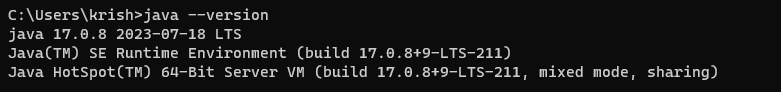 C:\Users\krish>java --version
java 17.0.8 2023-07-18 LTS
Java(TM) SE Runtime Environment (build 17.0.8+9-LTS-211)
Java HotSpot(TM) 64-Bit Server VM (build 17.0.8+9-LTS-211, mixed mode, sharing)